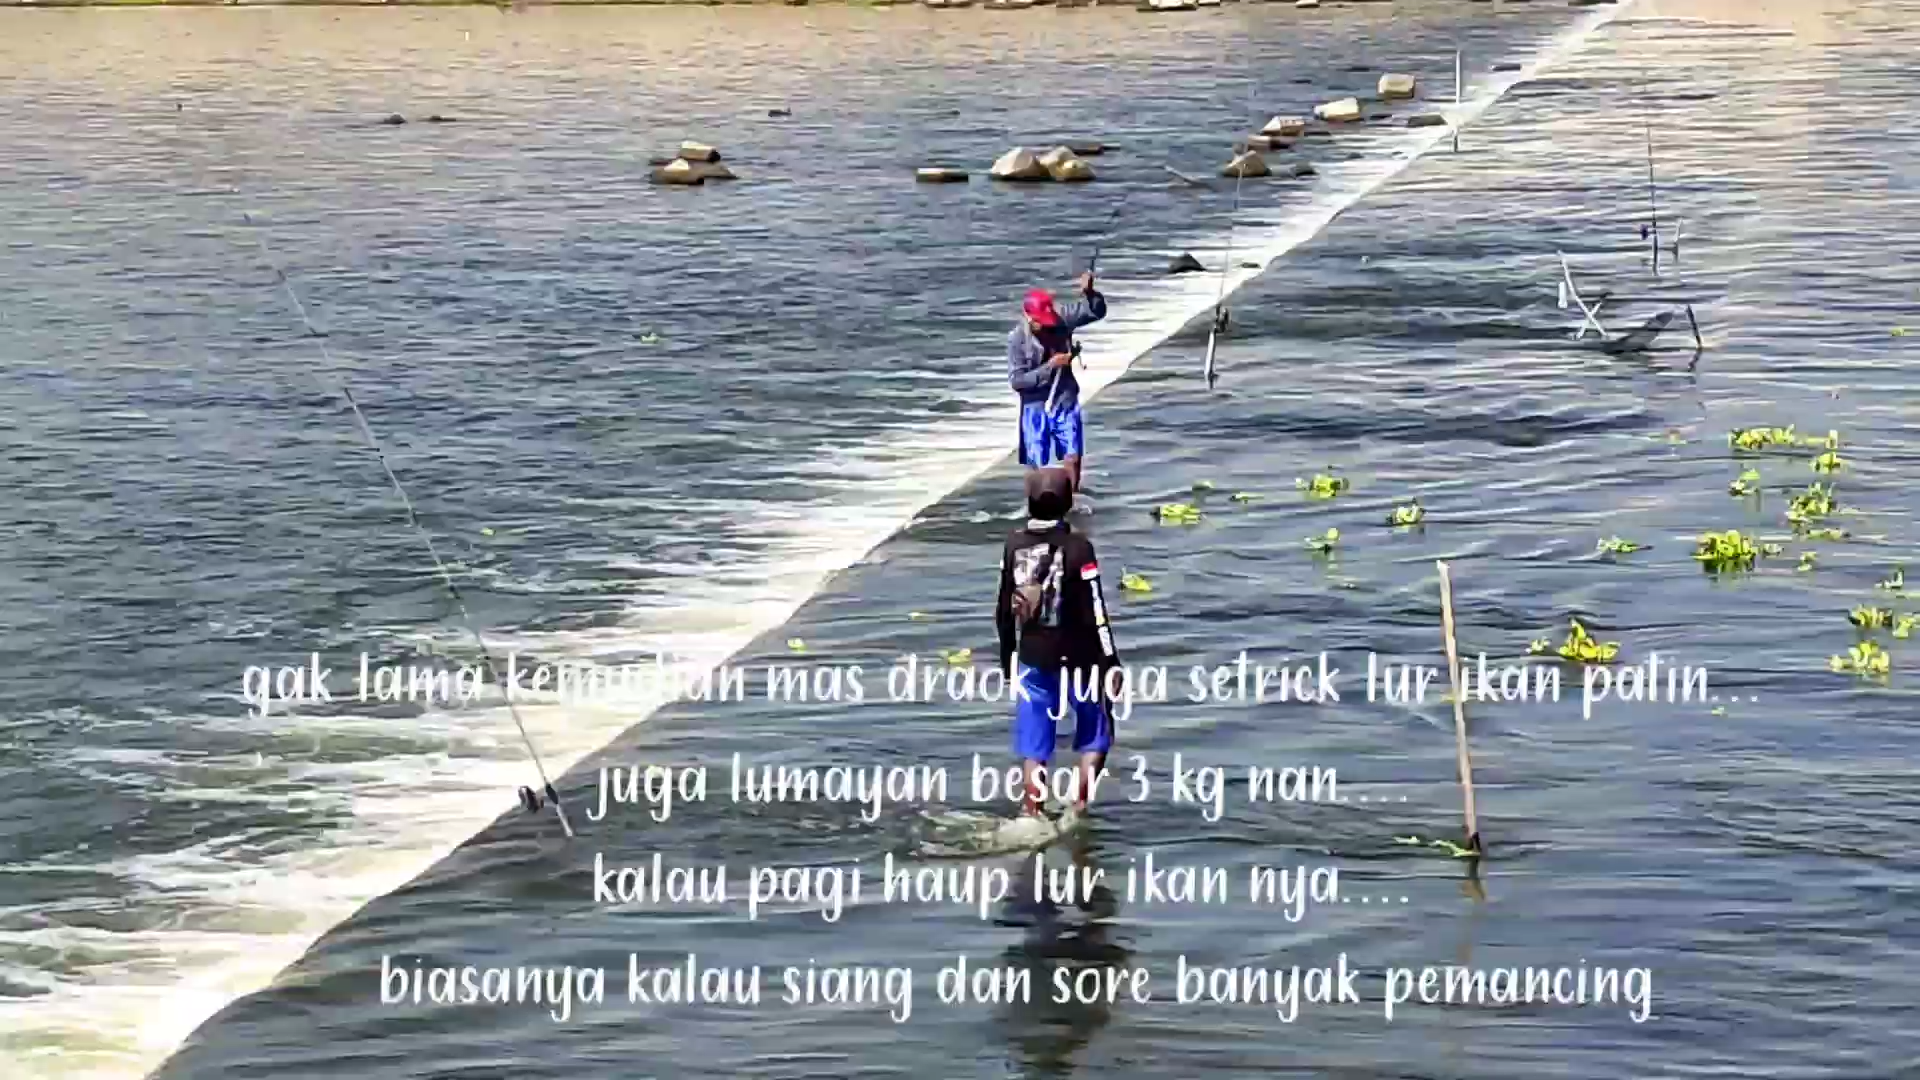 gak lama kemudian mas draok juga setrick lur ikan patin...
juga lumayan besar 3 kg nan....
kalau pagi haup lur ikan nya....
biasanya kalau siang dan sore banyak pemancing